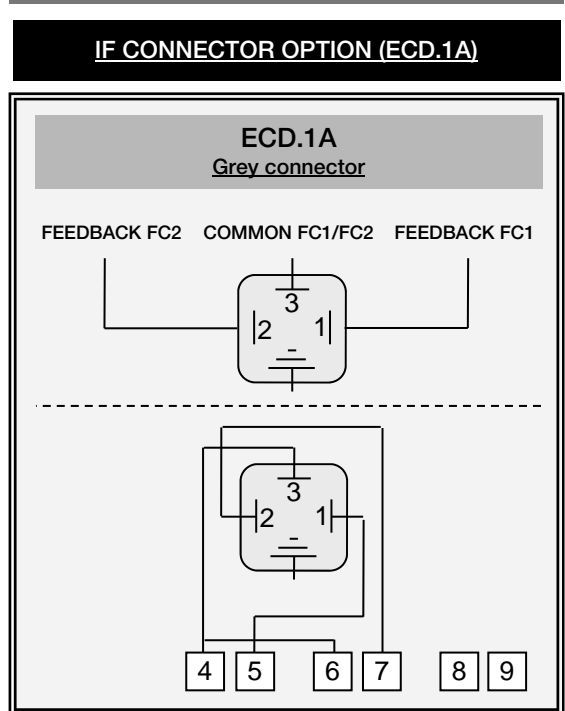 IF CONNECTOR OPTION (ECD.1A)
ECD.1A
Grey connector
FEEDBACK FC2 COMMON FC1/FC2 FEEDBACK FC1
3
2 1
3
2 1
4 5 6 7 8 9